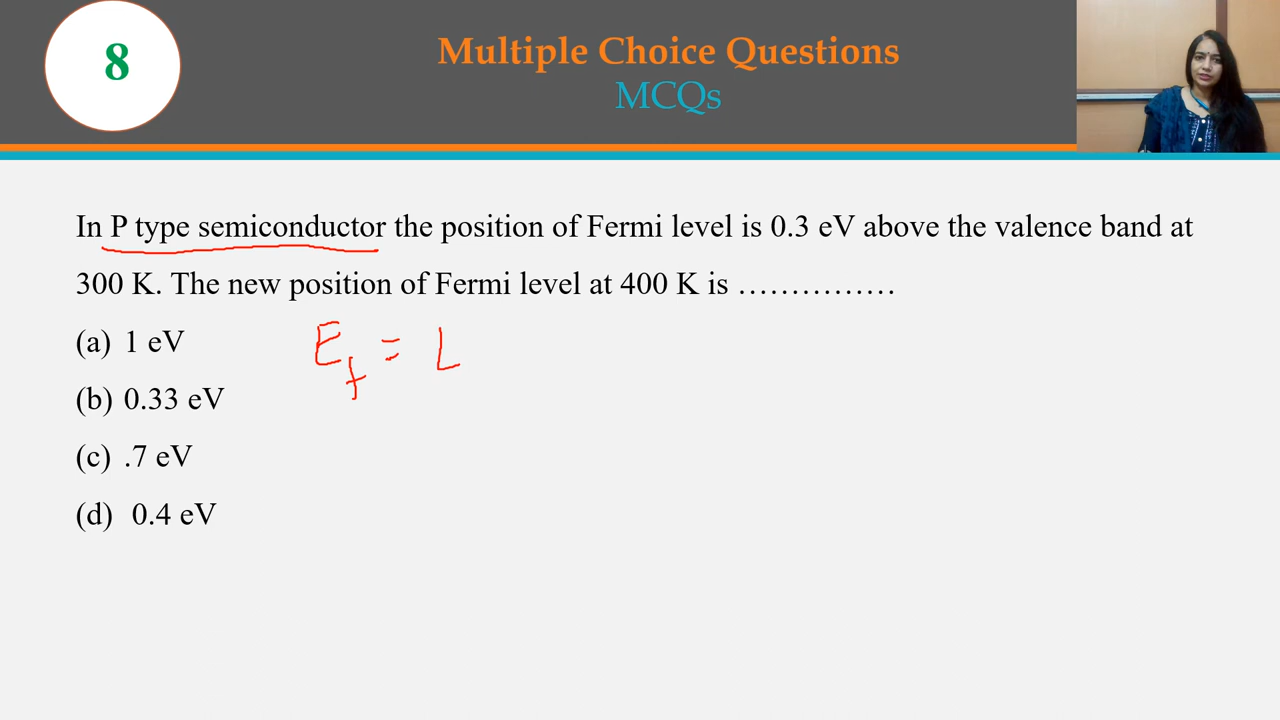 8
Multiple Choice Questions
MCQs
In P type semiconductor the position of Fermi level is 0.3 eV above the valence band at
300 K. The new position of Fermi level at 400 K is ...............
(a) 1 eV
(b) 0.33 eV
(c) .7 eV
(d) 0.4 eV
E_f = L